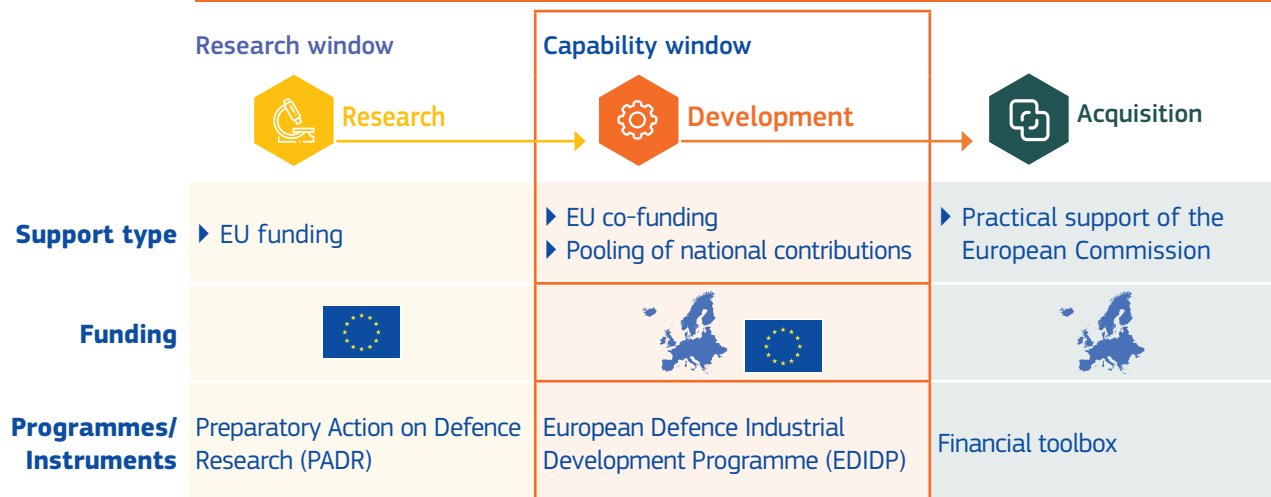 Research window
Capability window
Research
Development
Acquisition
Support type
EU funding
EU co-funding
Pooling of national contributions
Practical support of the
European Commission
Funding
Programmes/
Instruments
Preparatory Action on Defence
Research (PADR)
European Defence Industrial
Development Programme (EDIDP)
Financial toolbox